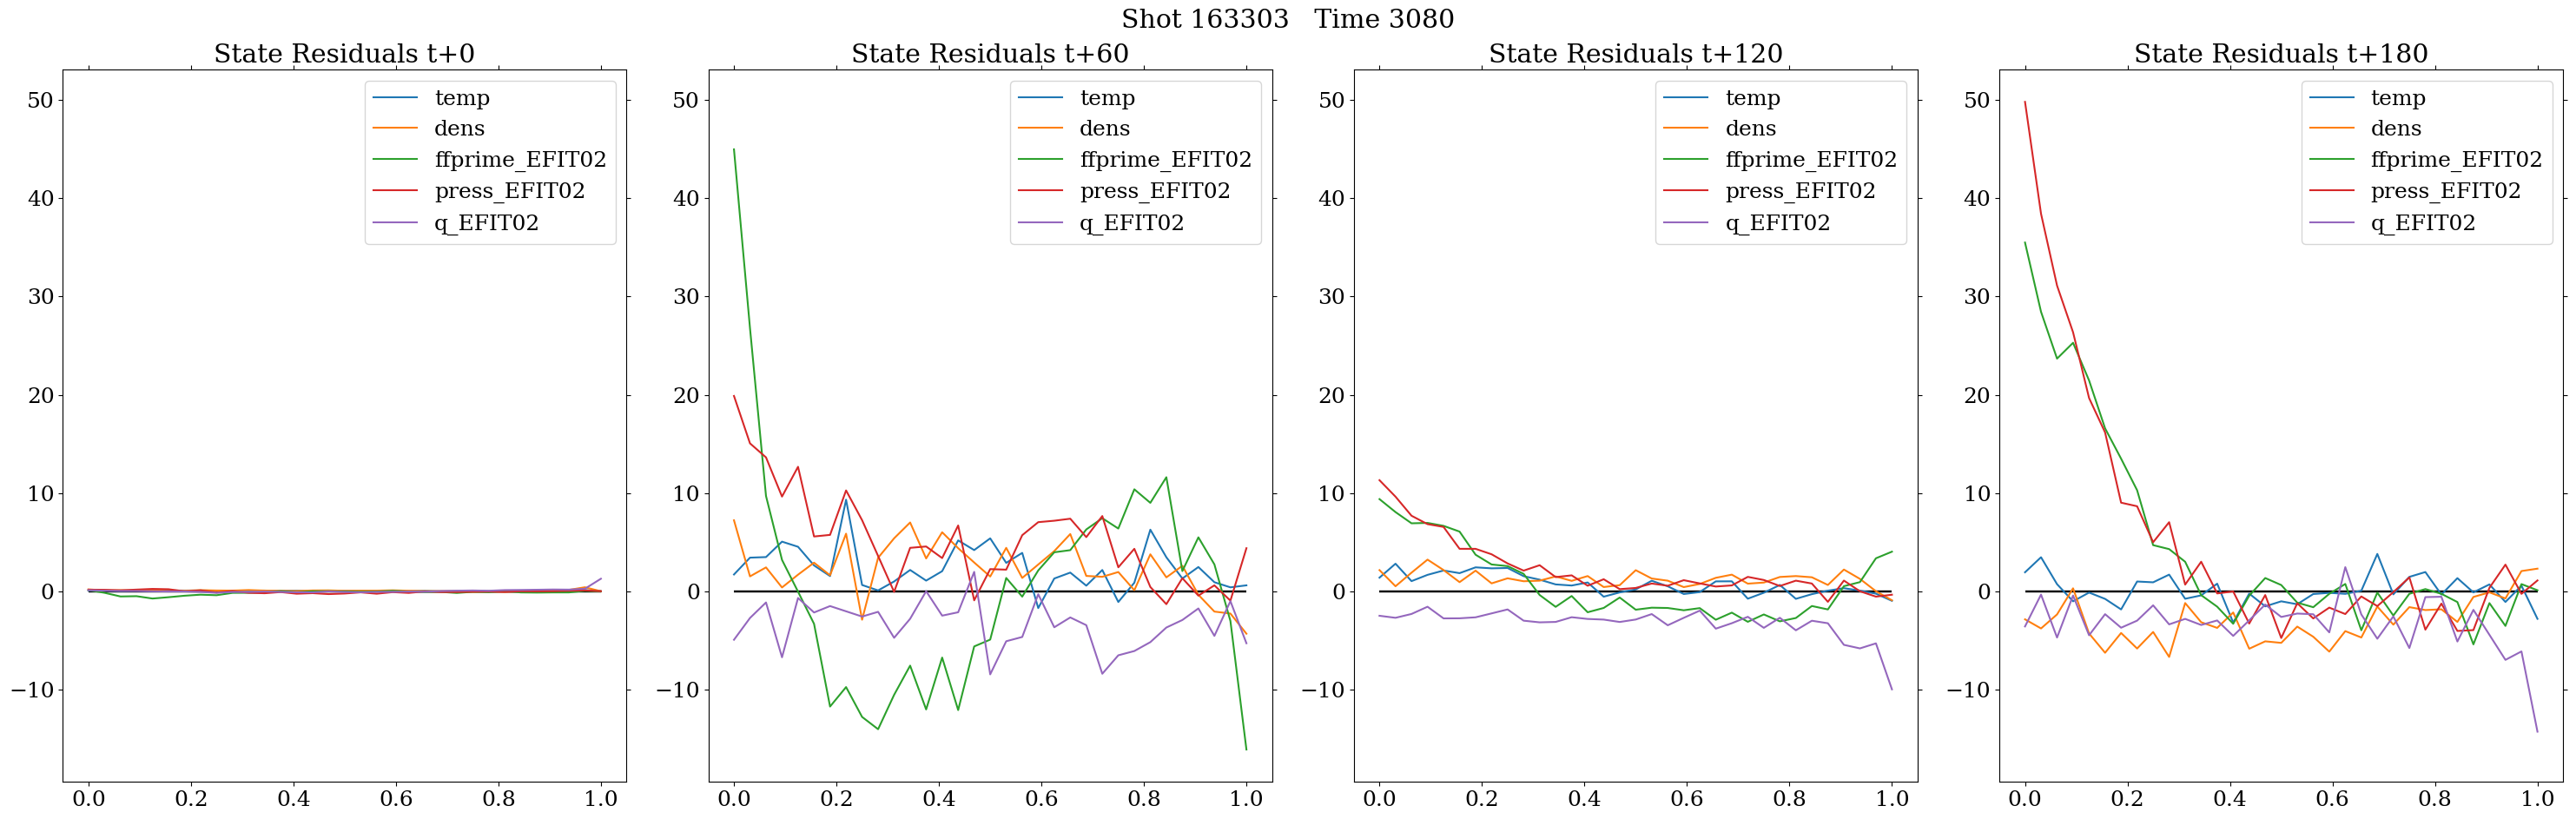 Shot 163303   Time 3080
State Residuals t+0
50
40
30
20
10
0
−10
0.0 0.2 0.4 0.6 0.8 1.0
temp
dens
ffprime_EFIT02
press_EFIT02
q_EFIT02
State Residuals t+60
50
40
30
20
10
0
−10
0.0 0.2 0.4 0.6 0.8 1.0
temp
dens
ffprime_EFIT02
press_EFIT02
q_EFIT02
State Residuals t+120
50
40
30
20
10
0
−10
0.0 0.2 0.4 0.6 0.8 1.0
temp
dens
ffprime_EFIT02
press_EFIT02
q_EFIT02
State Residuals t+180
50
40
30
20
10
0
−10
0.0 0.2 0.4 0.6 0.8 1.0
temp
dens
ffprime_EFIT02
press_EFIT02
q_EFIT02